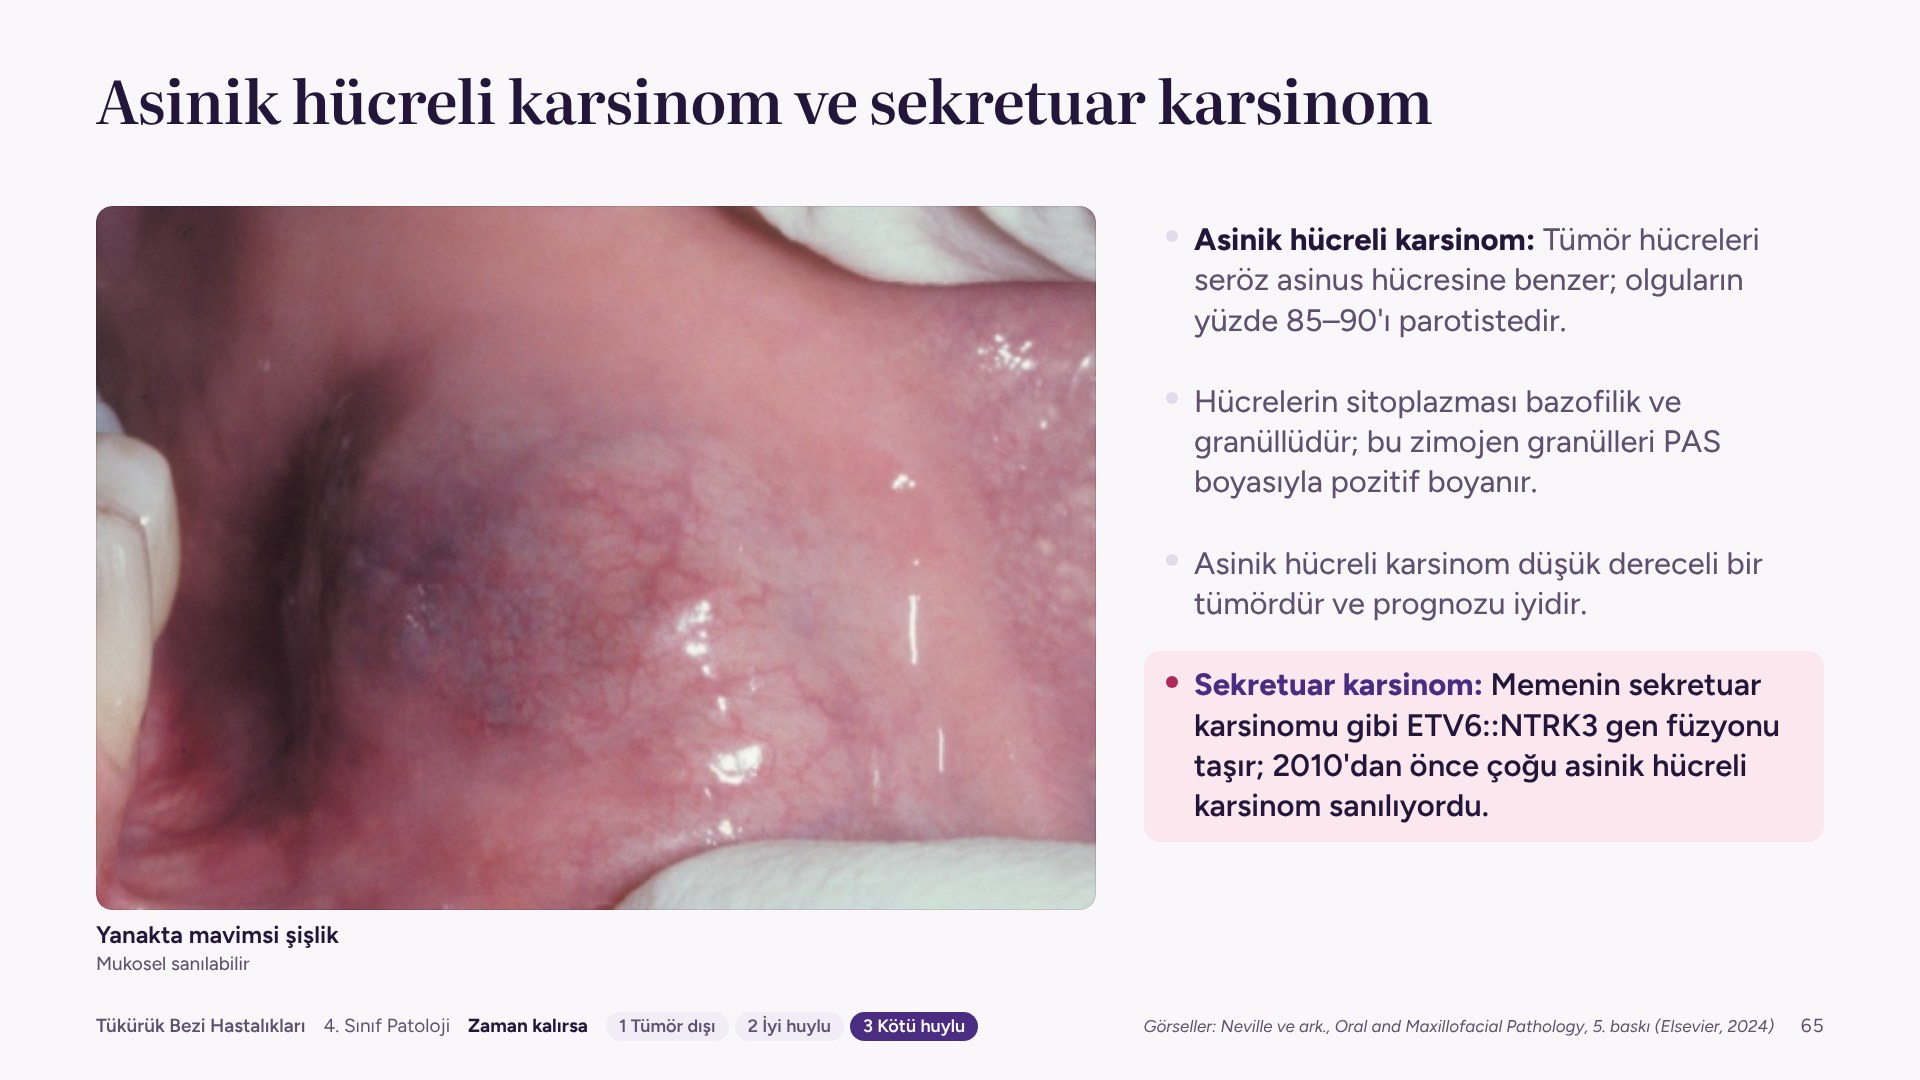 Asinik hücreli karsinom ve sekretuar karsinom
Asinik hücreli karsinom: Tümör hücreleri
seröz asinus hücresine benzer; olguların
yüzde 85–90'ı parotistedir.
Hücrelerin sitoplazması bazofilik ve
granüllüdür; bu zimojen granülleri PAS
boyasıyla pozitif boyanır.
Asinik hücreli karsinom düşük dereceli bir
tümördür ve prognozu iyidir.
Sekretuar karsinom: Memenin sekretuar
karsinomu gibi ETV6::NTRK3 gen füzyonu
taşır; 2010'dan önce çoğu asinik hücreli
karsinom sanılıyordu.
Yanakta mavimsi şişlik
Mukosel sanılabilir
Tükürük Bezi Hastalıkları 4. Sınıf Patoloji Zaman kalırsa 1 Tümör dışı 2 İyi huylu 3 Kötü huylu
Görseller: Neville ve ark., Oral and Maxillofacial Pathology, 5. baskı (Elsevier, 2024) 65